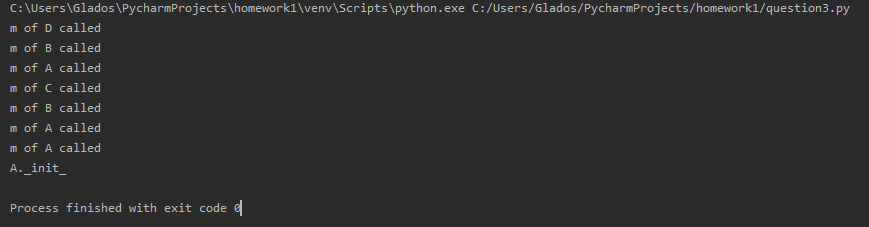 C:\Users\Glados\PycharmProjects\homework1\venv\Scripts\python.exe C:/Users/Glados/PycharmProjects/homework1/question3.py
m of D called
m of B called
m of A called
m of C called
m of B called
m of A called
m of A called
A._init_
Process finished with exit code 0